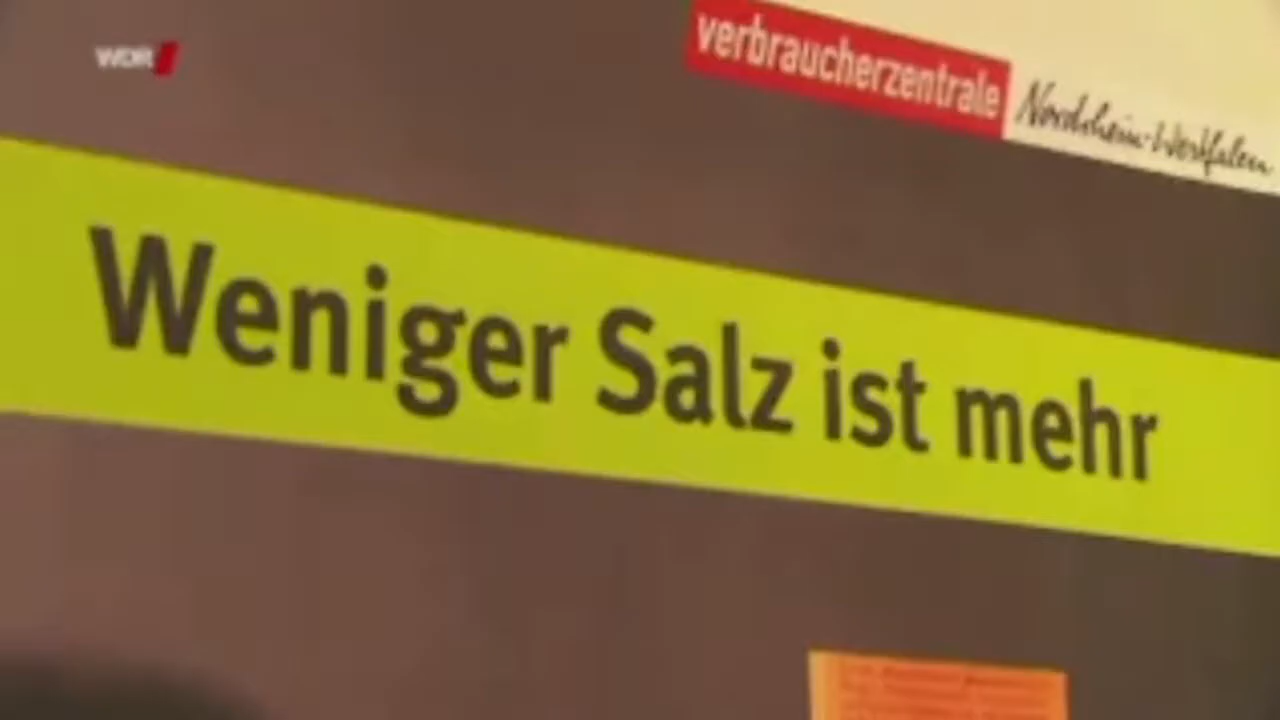 WDR
verbraucherzentrale
Nordrhein-Westfalen
Weniger Salz ist mehr